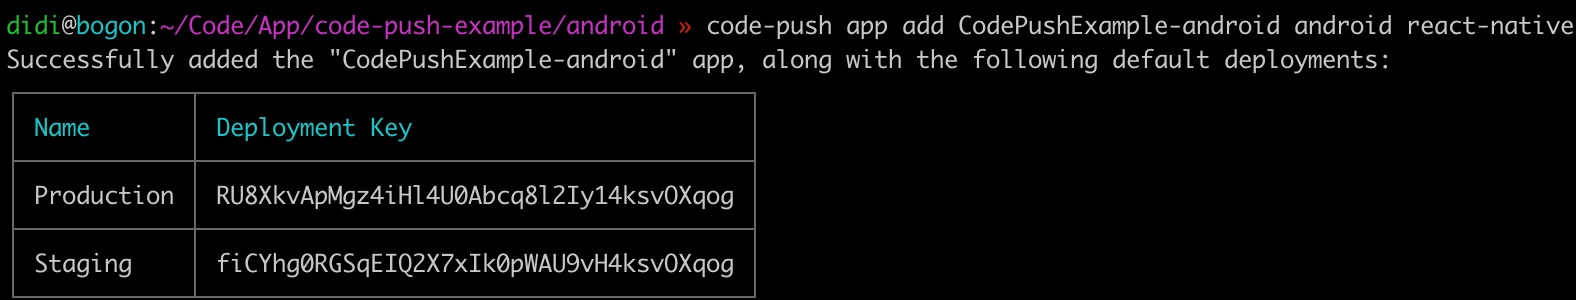 didi@bogon:~/Code/App/code-push-example/android » code-push app add CodePushExample-android android react-native
Successfully added the "CodePushExample-android" app, along with the following default deployments:
Name Deployment Key
Production RU8XkvApMgz4iHl4U0Abcq8l2Iy14ksvOXqog
Staging fiCYhg0RGSqEIQ2X7xIk0pWAU9vH4ksvOXqog